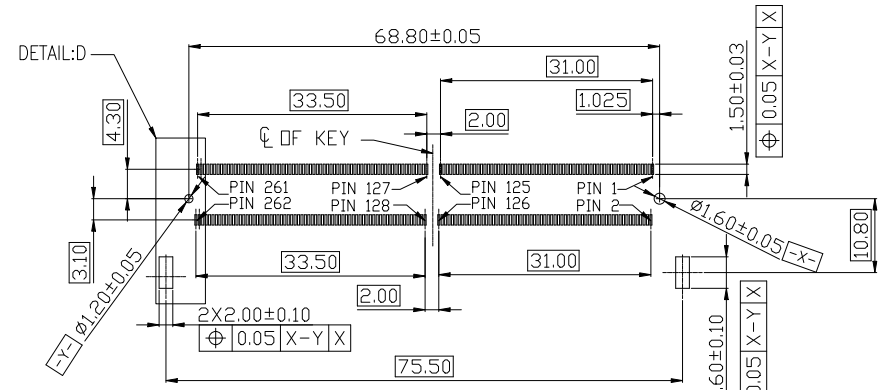 68.80±0.05
DETAIL:D
31.00
33.50
1.025
1.50±0.03
⌖ 0.05 X-Y X
4.30
2.00
℄ OF KEY
PIN 261
PIN 127
PIN 125
PIN 1
PIN 262
PIN 128
PIN 126
PIN 2
ø1.60±0.05 -X-
3.10
10.80
33.50
31.00
-Y- ø1.20±0.05
2.00
2X2.00±0.10
⌖ 0.05 X-Y X
75.50
.60±0.10
0.05 X-Y X